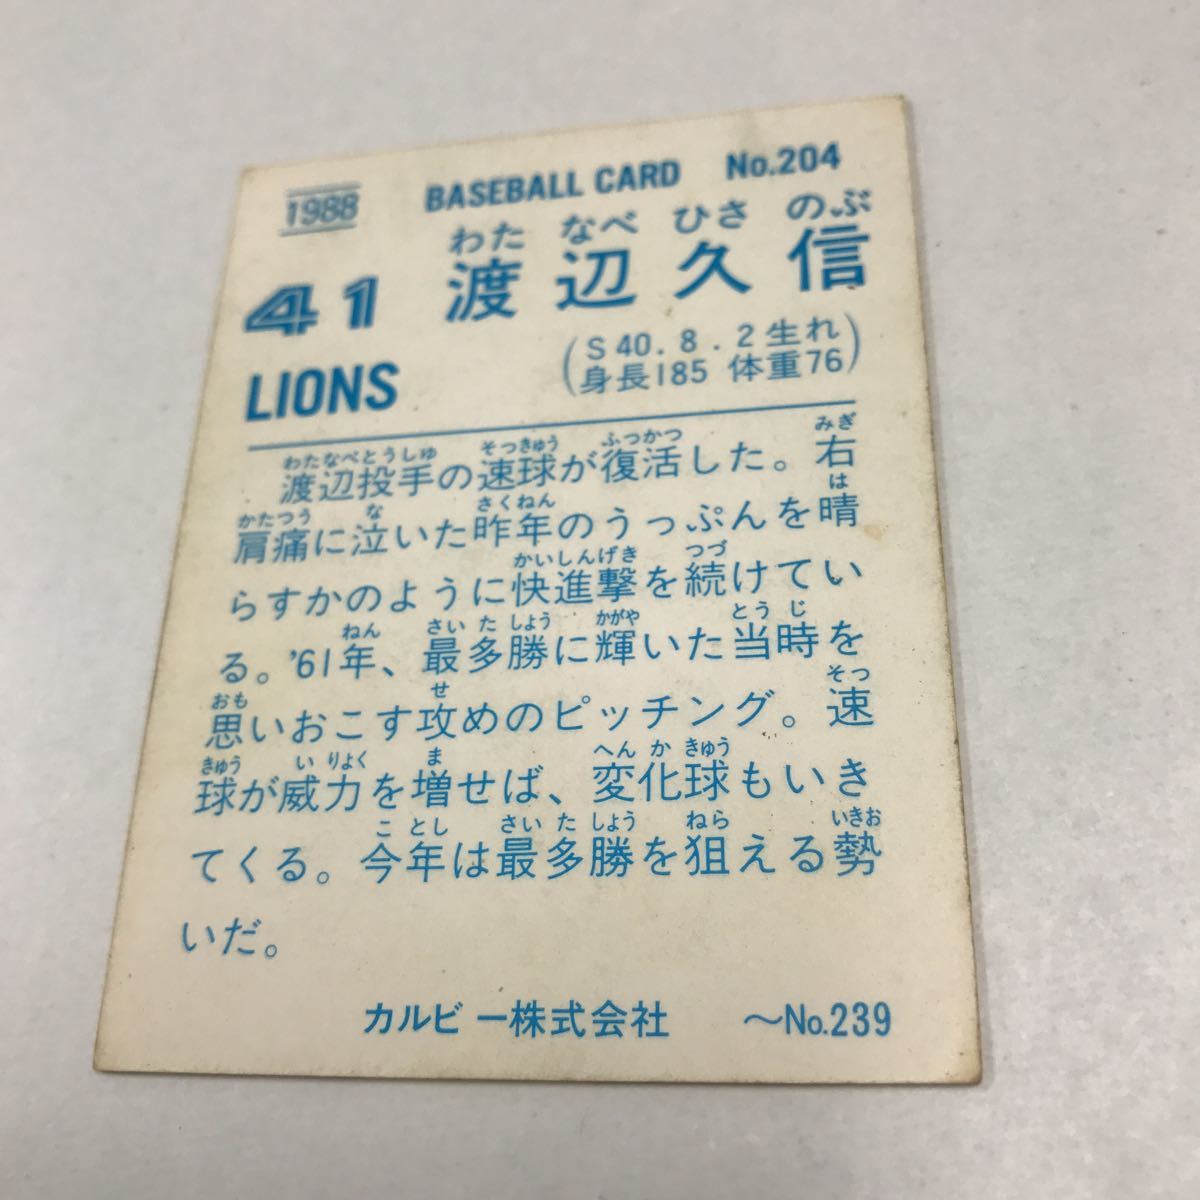 1988 BASEBALL CARD No.204
わた なべ ひさ のぶ
41 渡辺久信
(S40.8.2生れ
身長185 体重76)
LIONS
わたなべとうしゅ そっきゅう ふっかつ みぎ
渡辺投手の速球が復活した。右
かたつう な さくねん は
肩痛に泣いた昨年のうっぷんを晴
かいしんげき つづ
らすかのように快進撃を続けてい
ねん さいたしょう かがや とうじ
る。'61年、最多勝に輝いた当時を
おも せ そっ
思いおこす攻めのピッチング。速
きゅう いりょく ま へんかきゅう
球が威力を増せば、変化球もいき
ことし さいたしょう ねら いきお
てくる。今年は最多勝を狙える勢
いだ。
カルビー株式会社 〜No.239